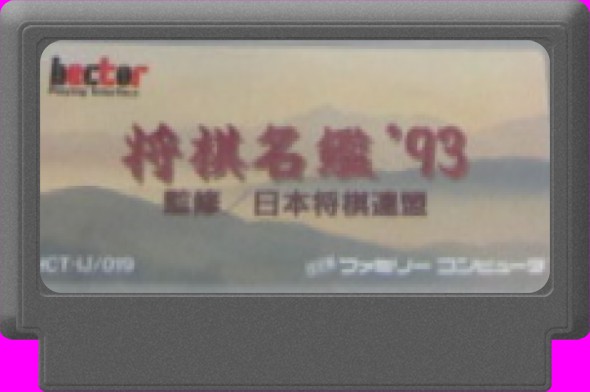 hector
Playing Interface
将棋名鑑'93
監修／日本将棋連盟
HCT-IJ/019
ファミリー コンピュータ